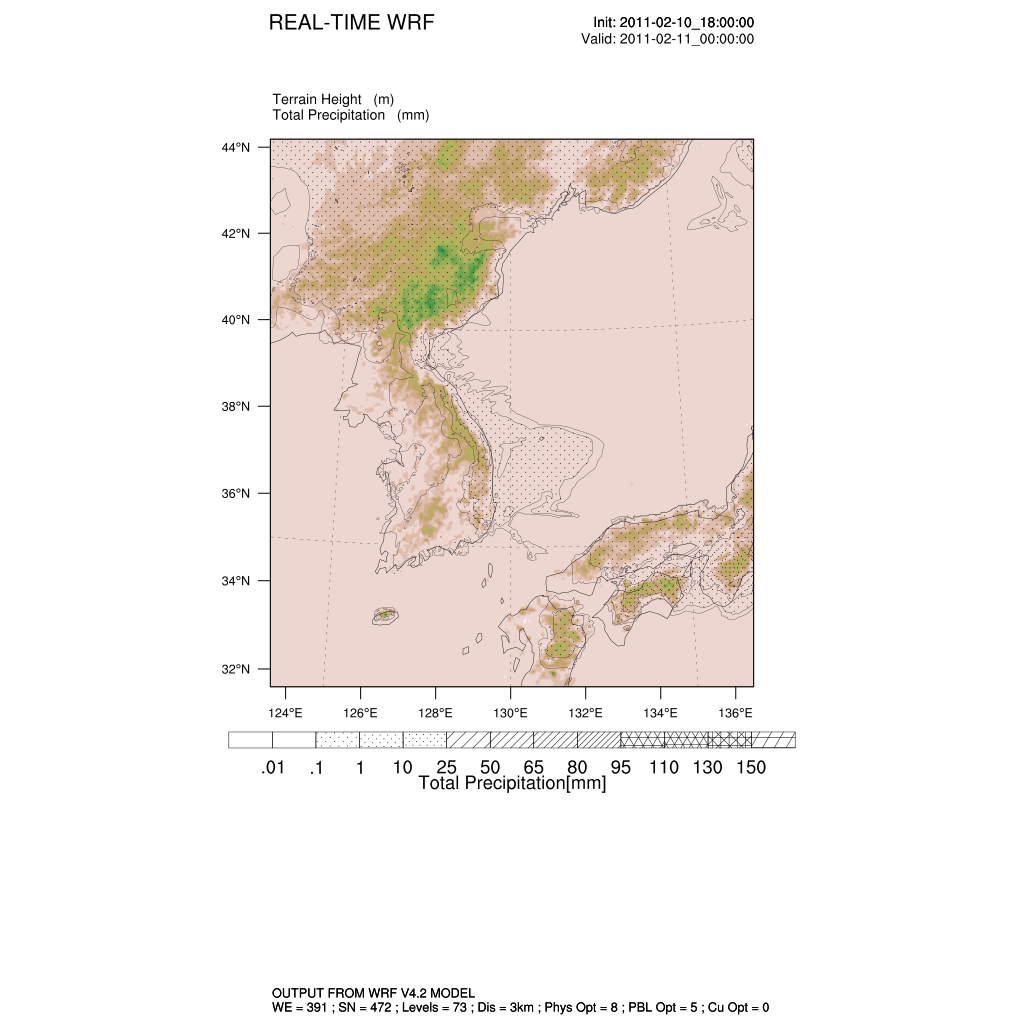 REAL-TIME WRF
Init: 2011-02-10_18:00:00
Valid: 2011-02-11_00:00:00
Terrain Height (m)
Total Precipitation (mm)
44°N
42°N
40°N
38°N
36°N
34°N
32°N
124°E 126°E 128°E 130°E 132°E 134°E 136°E
.01 .1 1 10 25 50 65 80 95 110 130 150
Total Precipitation[mm]
OUTPUT FROM WRF V4.2 MODEL
WE = 391 ; SN = 472 ; Levels = 73 ; Dis = 3km ; Phys Opt = 8 ; PBL Opt = 5 ; Cu Opt = 0